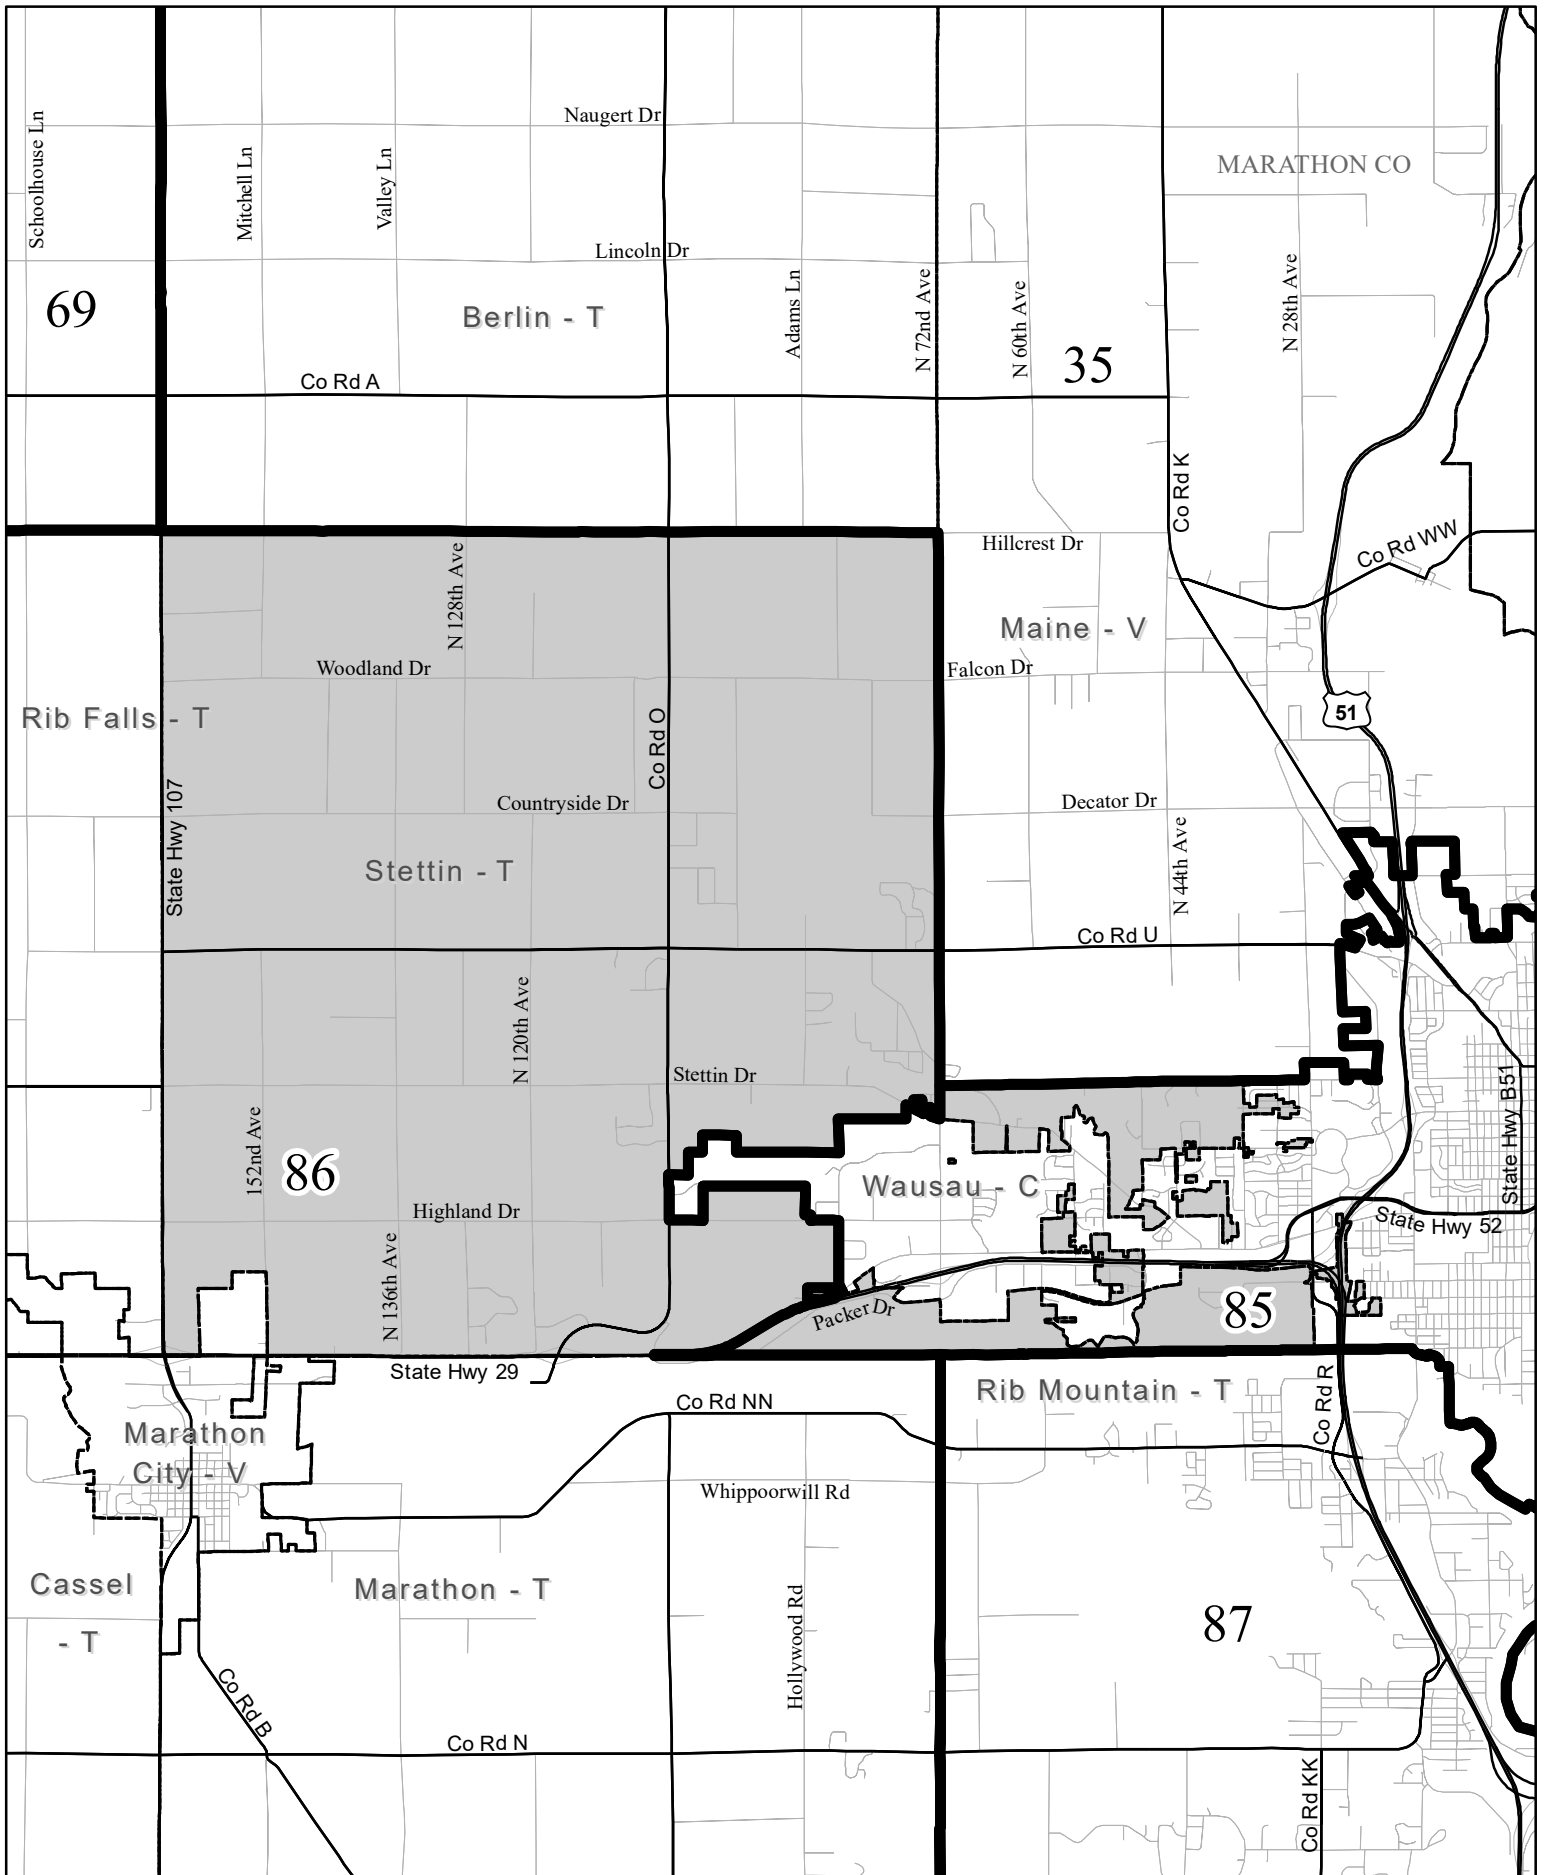 Naugert Dr
Schoolhouse Ln
Mitchell Ln
Valley Ln
MARATHON CO
Lincoln Dr
69
Berlin - T
Adams Ln
N 72nd Ave
N 60th Ave
35
N 28th Ave
Co Rd A
Co Rd K
Hillcrest Dr
Co Rd WW
N 128th Ave
Maine - V
Woodland Dr
Falcon Dr
Rib Falls - T
51
Co Rd O
Countryside Dr
Decator Dr
State Hwy 107
Stettin - T
N 44th Ave
Co Rd U
N 120th Ave
Stettin Dr
State Hwy B51
152nd Ave
86
Wausau - C
Highland Dr
State Hwy 52
N 136th Ave
85
Packer Dr
State Hwy 29
Rib Mountain - T
Co Rd R
Co Rd NN
Marathon
City - V
Whippoorwill Rd
Cassel
- T
Marathon - T
Hollywood Rd
87
Co Rd B
Co Rd N
Co Rd KK